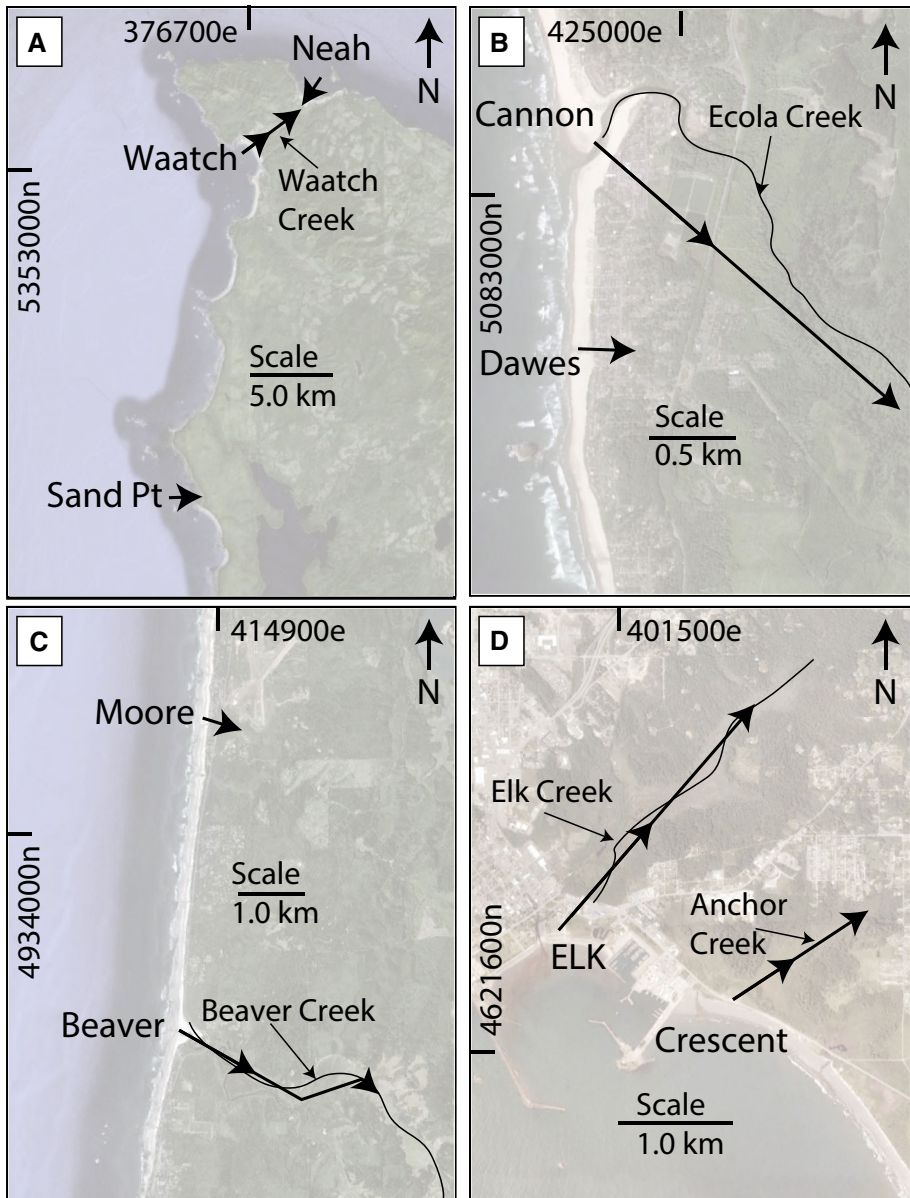 A
376700e
Neah
N
Waatch
Waatch
Creek
5353000n
Scale
5.0 km
Sand Pt
B
425000e
N
Cannon
Ecola Creek
5083000n
Dawes
Scale
0.5 km
C
414900e
N
Moore
4934000n
Scale
1.0 km
Beaver
Beaver Creek
D
401500e
N
Elk Creek
Anchor
Creek
ELK
4621600n
Crescent
Scale
1.0 km